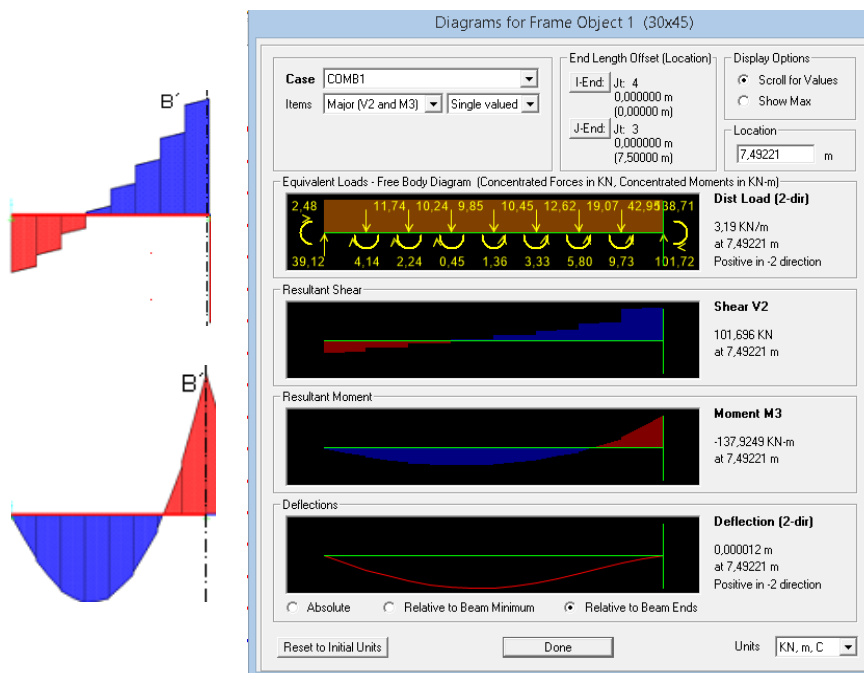 B´
B´
Diagrams for Frame Object 1 (30x45)
Case COMB1
Items Major (V2 and M3) Single valued
End Length Offset (Location)
I-End: Jt: 4
0,000000 m
(0,00000 m)
J-End: Jt: 3
0,000000 m
(7,50000 m)
Display Options
Scroll for Values
Show Max
Location
7,49221 m
Equivalent Loads - Free Body Diagram (Concentrated Forces in KN, Concentrated Moments in KN-m)
2,48 11,74 10,24 9,85 10,45 12,62 19,07 42,95 138,71
39,12 4,14 2,24 0,45 1,36 3,33 5,80 9,73 101,72
Dist Load (2-dir)
3,19 KN/m
at 7,49221 m
Positive in -2 direction
Resultant Shear
Shear V2
101,696 KN
at 7,49221 m
Resultant Moment
Moment M3
-137,9249 KN-m
at 7,49221 m
Deflections
Deflection (2-dir)
0,000012 m
at 7,49221 m
Positive in -2 direction
Absolute Relative to Beam Minimum Relative to Beam Ends
Reset to Initial Units Done Units KN, m, C